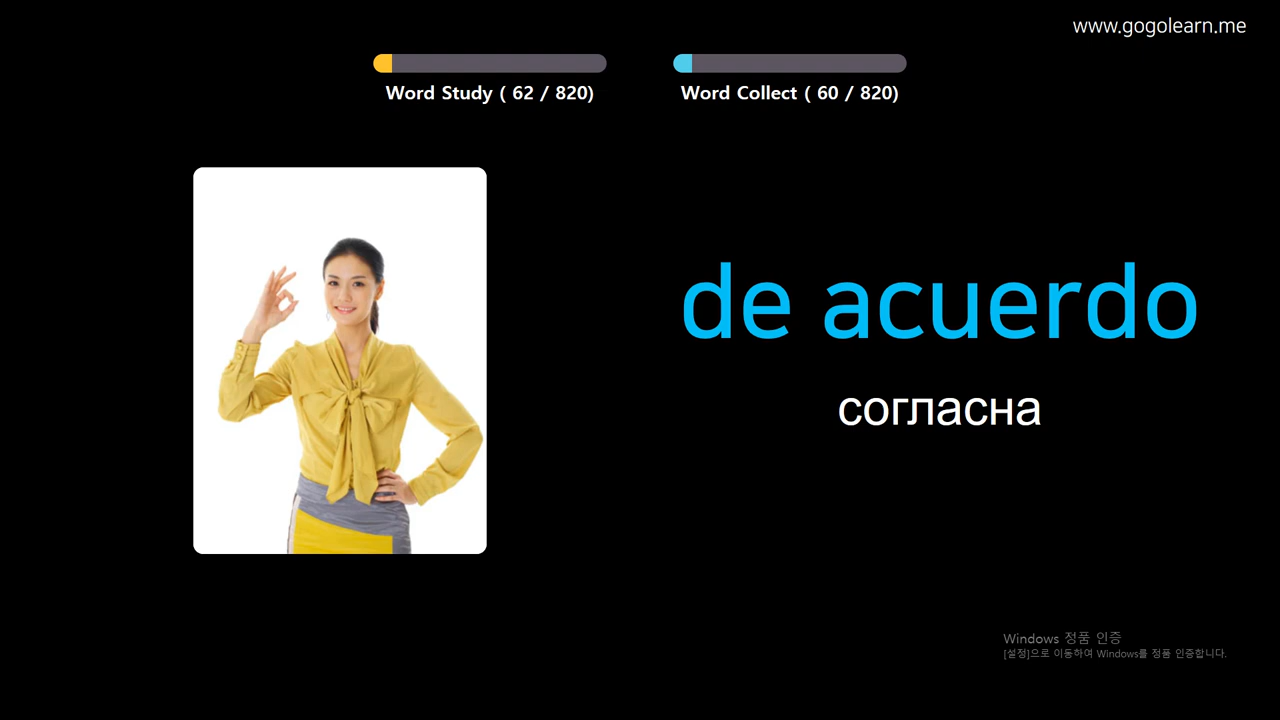 www.gogolearn.me
Word Study ( 62 / 820)
Word Collect ( 60 / 820)
de acuerdo
согласна
Windows 정품 인증
[설정]으로 이동하여 Windows를 정품 인증합니다.